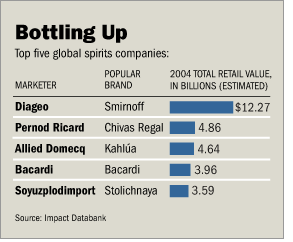 Bottling Up
Top five global spirits companies:
MARKETER POPULAR BRAND 2004 TOTAL RETAIL VALUE, IN BILLIONS (ESTIMATED)
Diageo Smirnoff $12.27
Pernod Ricard Chivas Regal 4.86
Allied Domecq Kahlúa 4.64
Bacardi Bacardi 3.96
Soyuzplodimport Stolichnaya 3.59
Source: Impact Databank